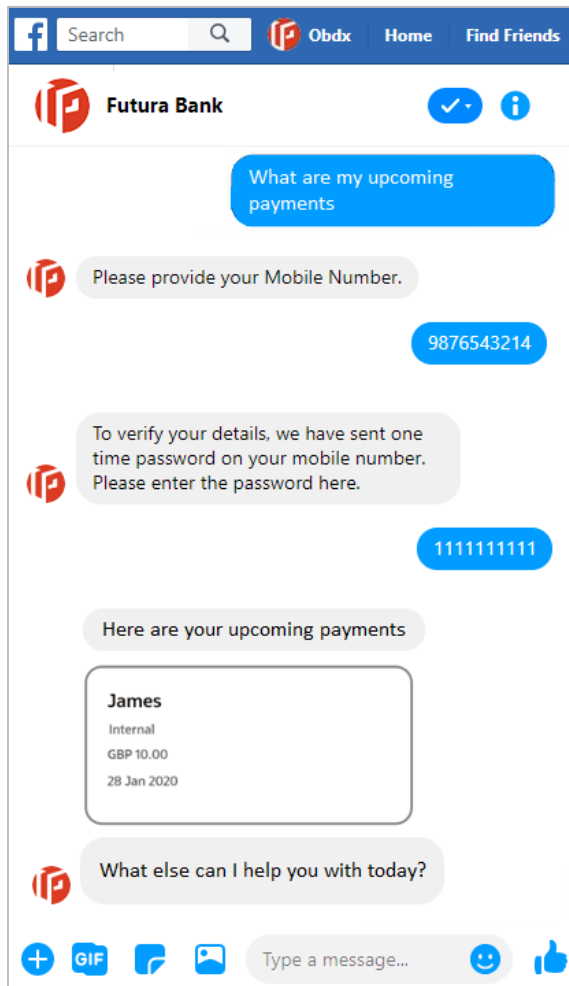 f Search Obdx Home Find Friends
Futura Bank
What are my upcoming
payments
Please provide your Mobile Number.
9876543214
To verify your details, we have sent one
time password on your mobile number.
Please enter the password here.
1111111111
Here are your upcoming payments
James
Internal
GBP 10.00
28 Jan 2020
What else can I help you with today?
GIF Type a message...